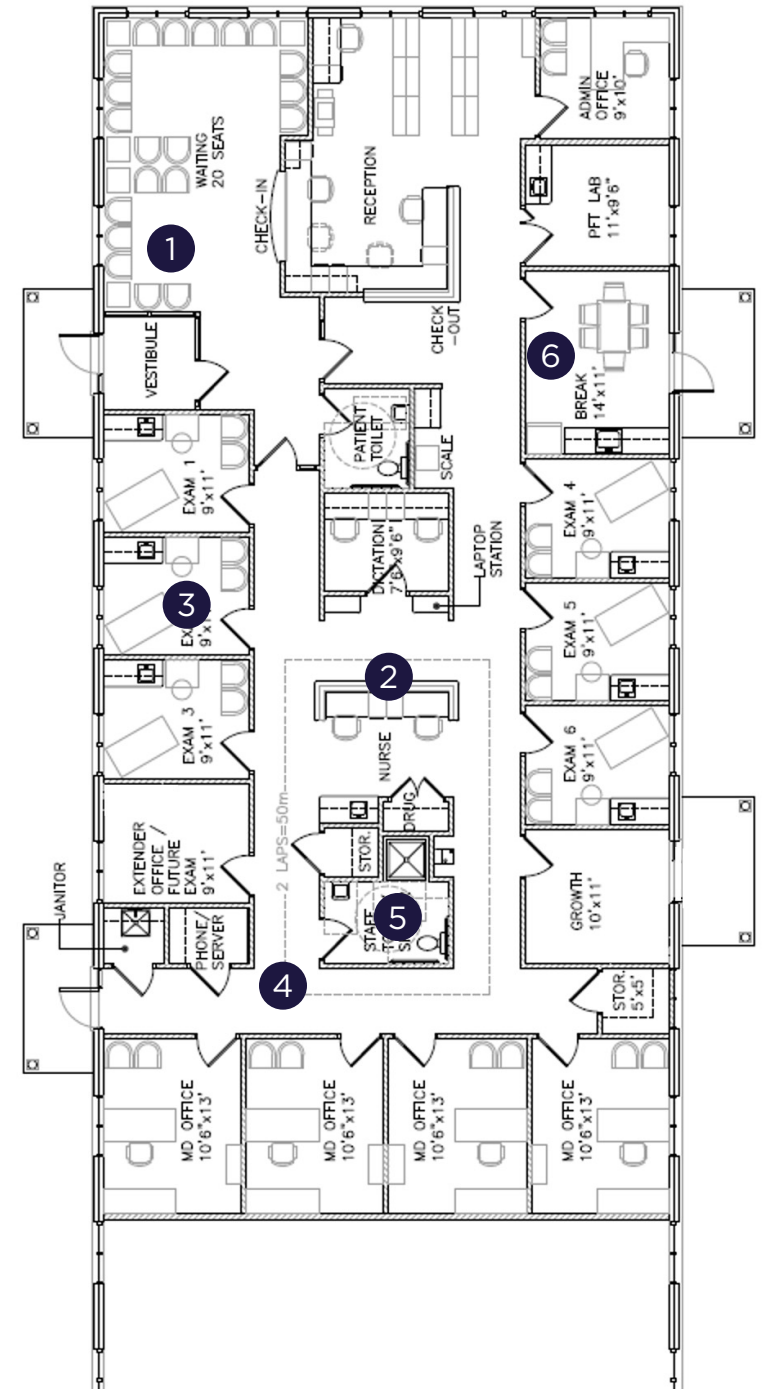 WAITING
20 SEATS
1
CHECK-IN
RECEPTION
ADMIN
OFFICE
9'x10'
PFT LAB
11'x9'6"
VESTIBULE
CHECK
-OUT
6
BREAK
14'x11'
PATIENT
TOILET
SCALE
EXAM 1
9'x11'
EXAM 4
9'x11'
DICTATION
7'6"x9'6"
LAPTOP
STATION
3
9'x11'
EXAM 5
9'x11'
2
NURSE
EXAM 3
9'x11'
EXAM 6
9'x11'
2 LAPS=50m
DRUG
STOR.
EXTENDER
OFFICE /
FUTURE
EXAM
9'x11'
JANITOR
PHONE/
SERVER
STAFF
5
GROWTH
10'x11'
4
STOR.
5'x5'
MD OFFICE
10'6"x13'
MD OFFICE
10'6"x13'
MD OFFICE
10'6"x13'
MD OFFICE
10'6"x13'